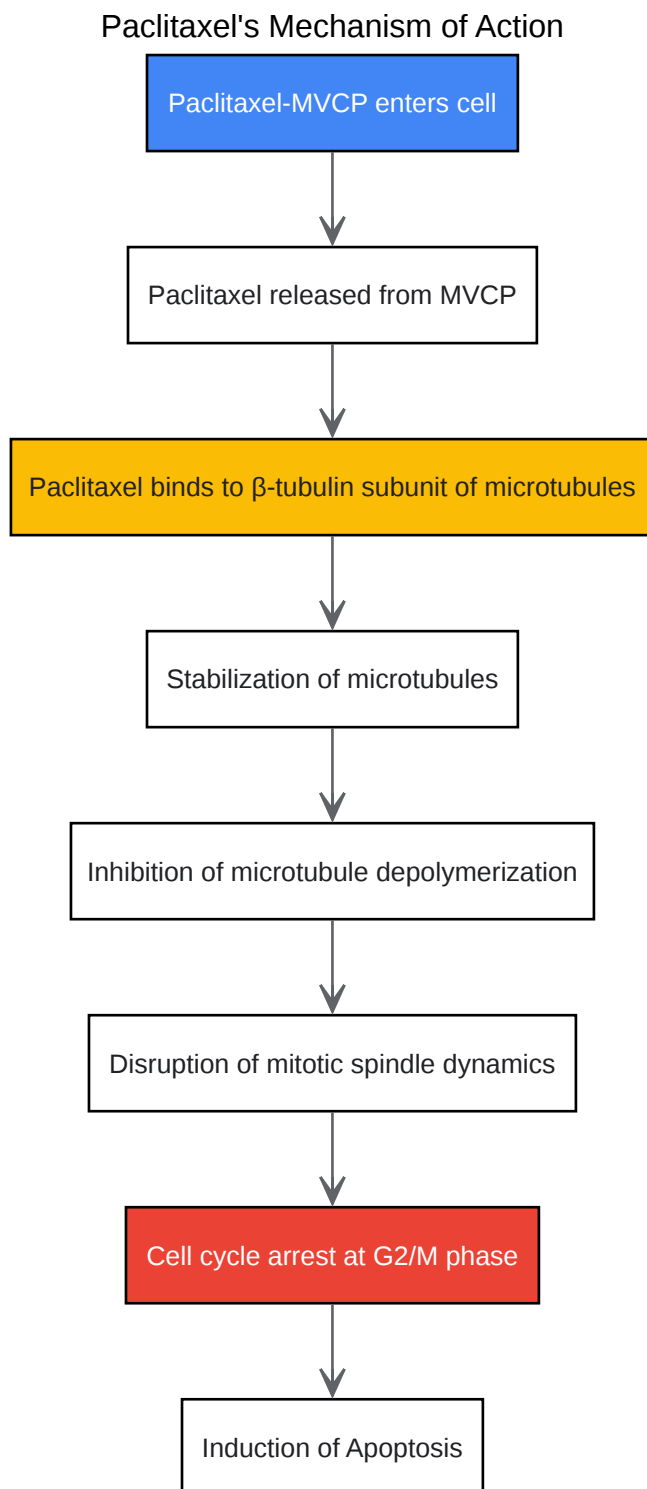 Paclitaxel's Mechanism of Action
Paclitaxel-MVCP enters cell
Paclitaxel released from MVCP
Paclitaxel binds to β-tubulin subunit of microtubules
Stabilization of microtubules
Inhibition of microtubule depolymerization
Disruption of mitotic spindle dynamics
Cell cycle arrest at G2/M phase
Induction of Apoptosis